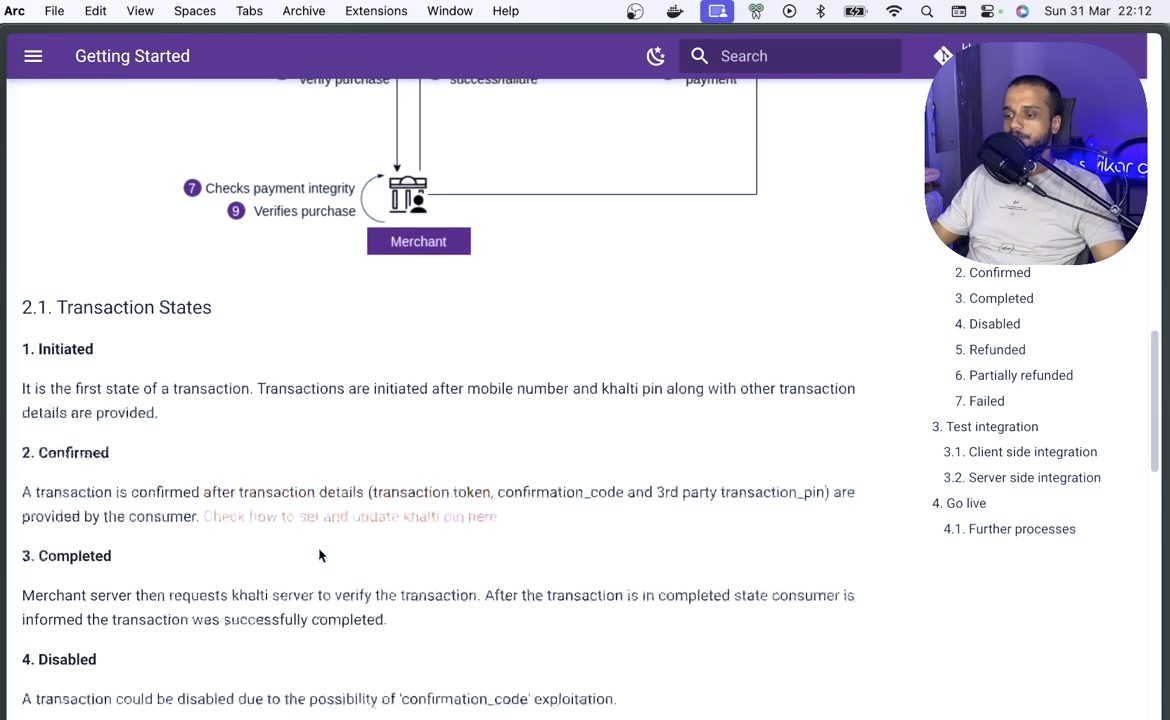 Arc File Edit View Spaces Tabs Archive Extensions Window Help Sun 31 Mar 22:12
Getting Started
Search
verify purchase
success/failure
payment
7 Checks payment integrity
9 Verifies purchase
Merchant
2.1. Transaction States
1. Initiated
It is the first state of a transaction. Transactions are initiated after mobile number and khalti pin along with other transaction
details are provided.
2. Confirmed
A transaction is confirmed after transaction details (transaction token, confirmation_code and 3rd party transaction_pin) are
provided by the consumer. Check how to set and update khalti pin here
3. Completed
Merchant server then requests khalti server to verify the transaction. After the transaction is in completed state consumer is
informed the transaction was successfully completed.
4. Disabled
A transaction could be disabled due to the possibility of 'confirmation_code' exploitation.
2. Confirmed
3. Completed
4. Disabled
5. Refunded
6. Partially refunded
7. Failed
3. Test integration
3.1. Client side integration
3.2. Server side integration
4. Go live
4.1. Further processes